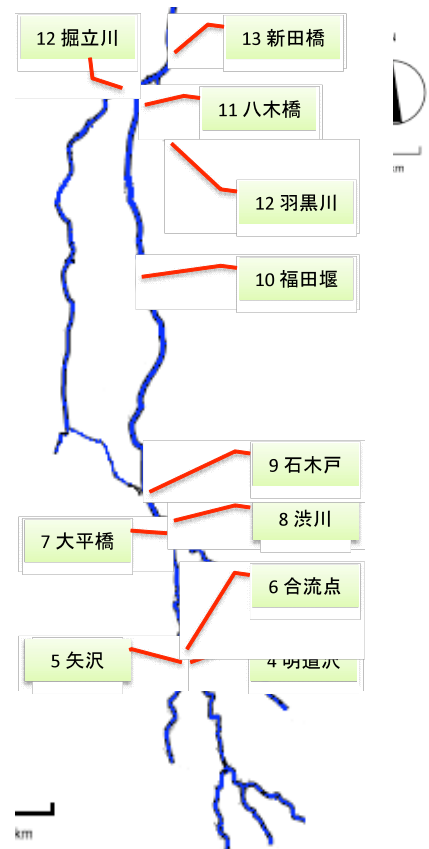 12 掘立川
13 新田橋
11 八木橋
12 羽黒川
10 福田堰
9 石木戸
8 渋川
7 大平橋
6 合流点
5 矢沢
4 明道沢
km